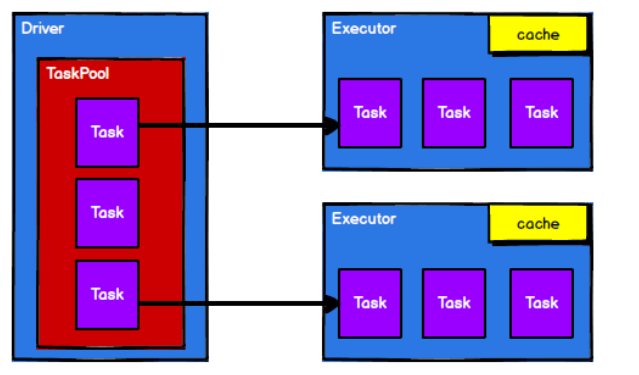 Driver
TaskPool
Task
Task
Task
Executor
cache
Task Task Task
Executor
cache
Task Task Task